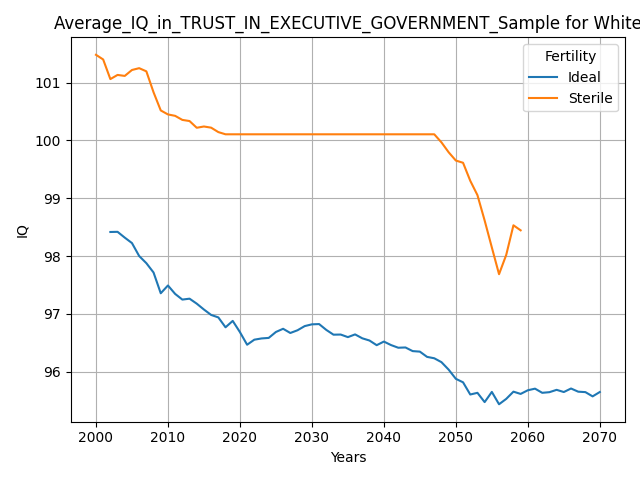 Average_IQ_in_TRUST_IN_EXECUTIVE_GOVERNMENT_Sample for White
Fertility
Ideal
Sterile
101
100
99
98
97
96
IQ
2000 2010 2020 2030 2040 2050 2060 2070
Years